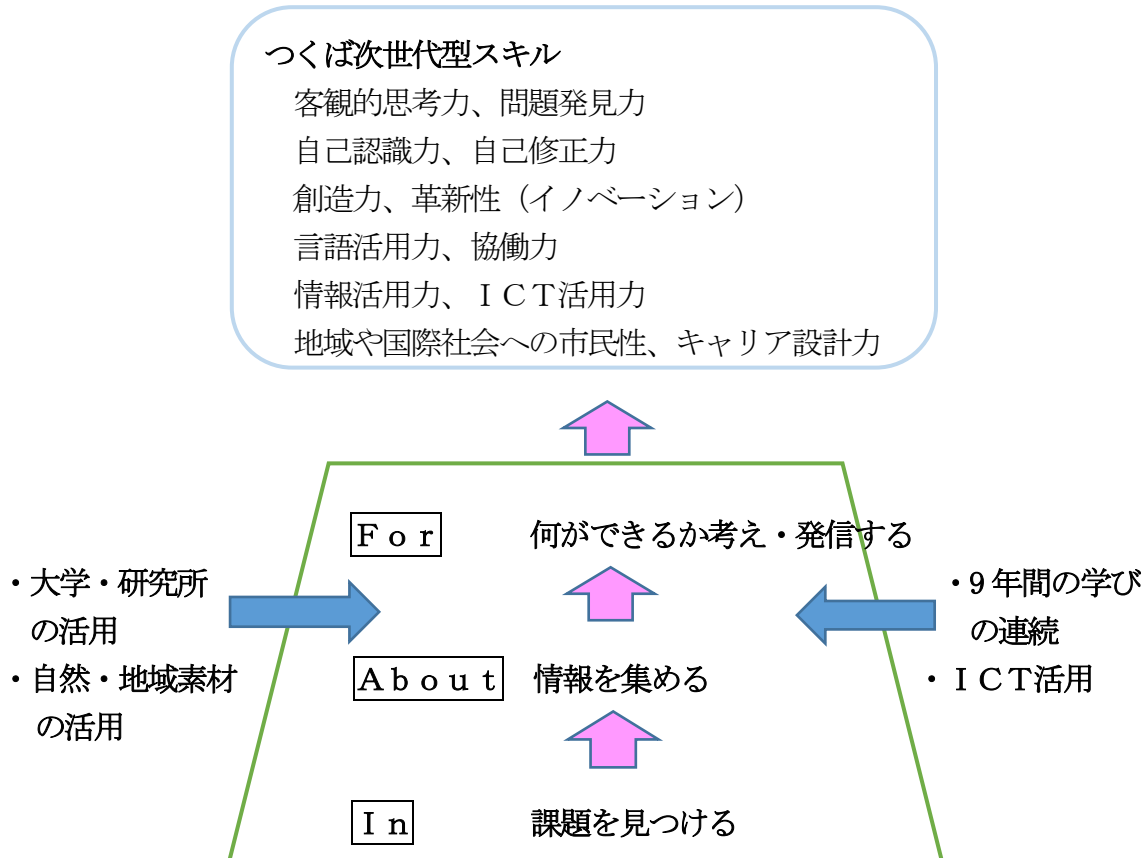 つくば次世代型スキル
客観的思考力、問題発見力
自己認識力、自己修正力
創造力、革新性（イノベーション）
言語活用力、協働力
情報活用力、ＩＣＴ活用力
地域や国際社会への市民性、キャリア設計力
Ｆｏｒ
何ができるか考え・発信する
・大学・研究所
の活用
・自然・地域素材
の活用
・9年間の学び
の連続
・ＩＣＴ活用
Ａｂｏｕｔ
情報を集める
Ｉｎ
課題を見つける